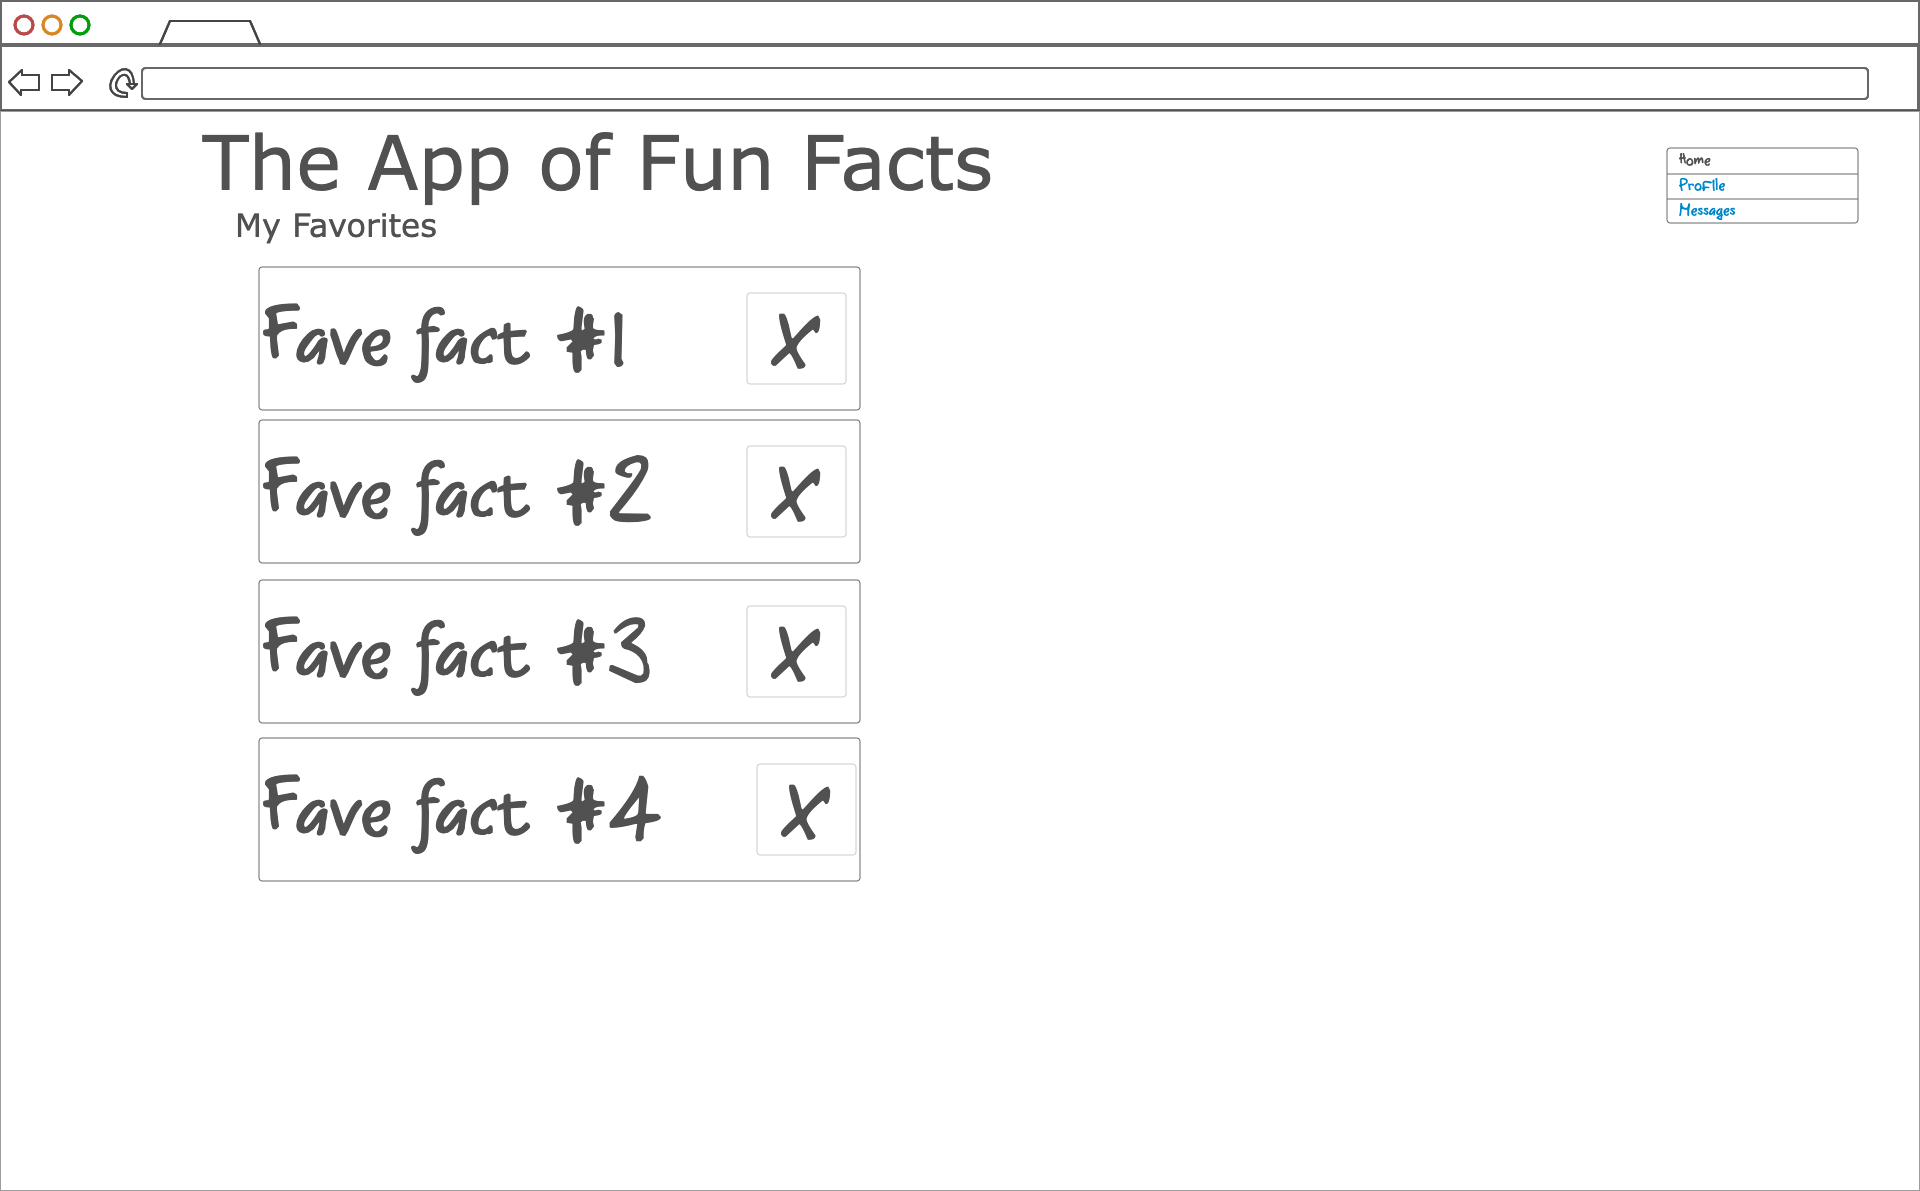 The App of Fun Facts
Home
Profile
Messages
My Favorites
Fave fact #1 X
Fave fact #2 X
Fave fact #3 X
Fave fact #4 X